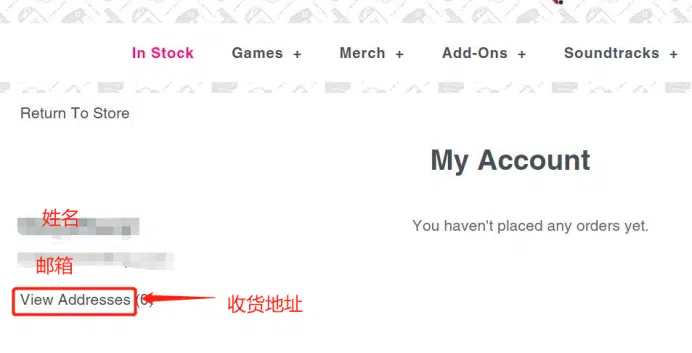 In Stock Games + Merch + Add-Ons + Soundtracks +
Return To Store
My Account
姓名
You haven't placed any orders yet.
邮箱
View Addresses (0)
收货地址